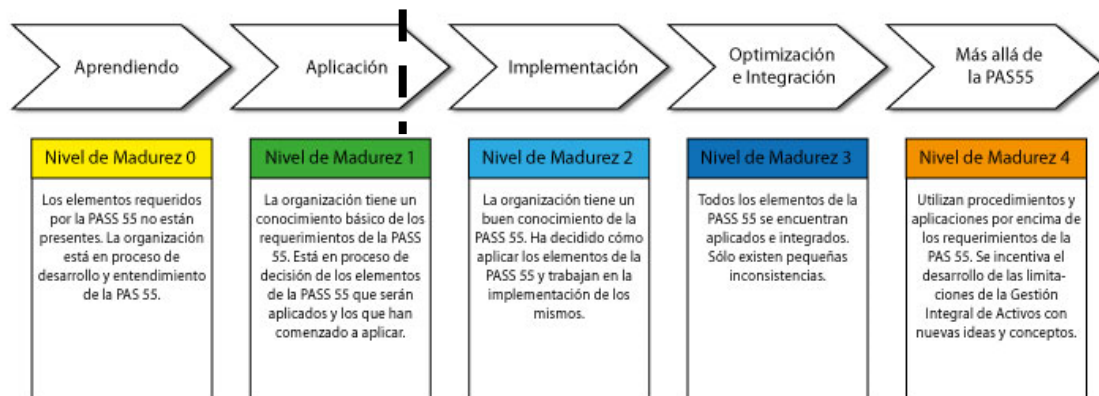 Aprendiendo
Aplicación
Implementación
Optimización
e Integración
Más allá de
la PAS55
Nivel de Madurez 0
Los elementos requeridos
por la PASS 55 no están
presentes. La organización
está en proceso de
desarrollo y entendimiento
de la PAS 55.
Nivel de Madurez 1
La organización tiene un
conocimiento básico de los
requerimientos de la PASS
55. Está en proceso de
decisión de los elementos
de la PASS 55 que serán
aplicados y los que han
comenzado a aplicar.
Nivel de Madurez 2
La organización tiene un
buen conocimiento de la
PASS 55. Ha decidido cómo
aplicar los elementos de la
PASS 55 y trabajan en la
implementación de los
mismos.
Nivel de Madurez 3
Todos los elementos de la
PASS 55 se encuentran
aplicados e integrados.
Sólo existen pequeñas
inconsistencias.
Nivel de Madurez 4
Utilizan procedimientos y
aplicaciones por encima de
los requerimientos de la
PAS 55. Se incentiva el
desarrollo de las limita-
ciones de la Gestión
Integral de Activos con
nuevas ideas y conceptos.